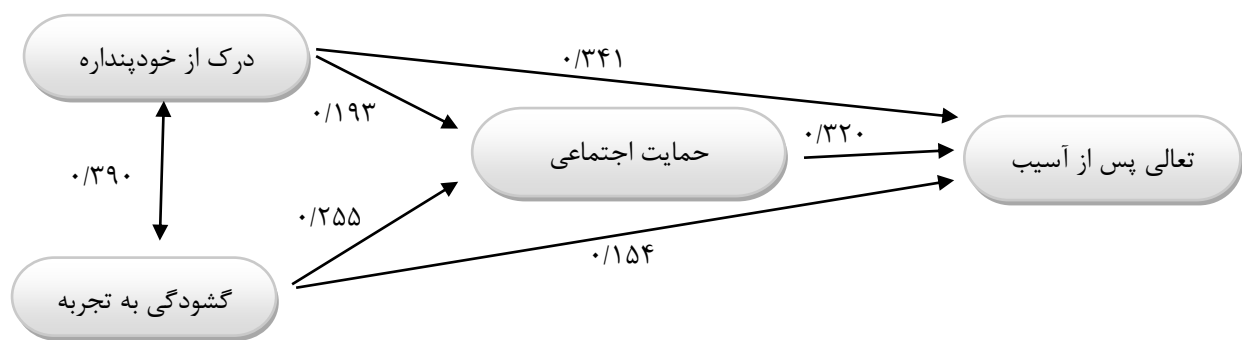 درک از خودپنداره
۰/۳۴۱
۰/۱۹۳
۰/۳۲۰
حمایت اجتماعی
تعالی پس از آسیب
۰/۳۹۰
۰/۲۵۵
۰/۱۵۴
گشودگی به تجربه